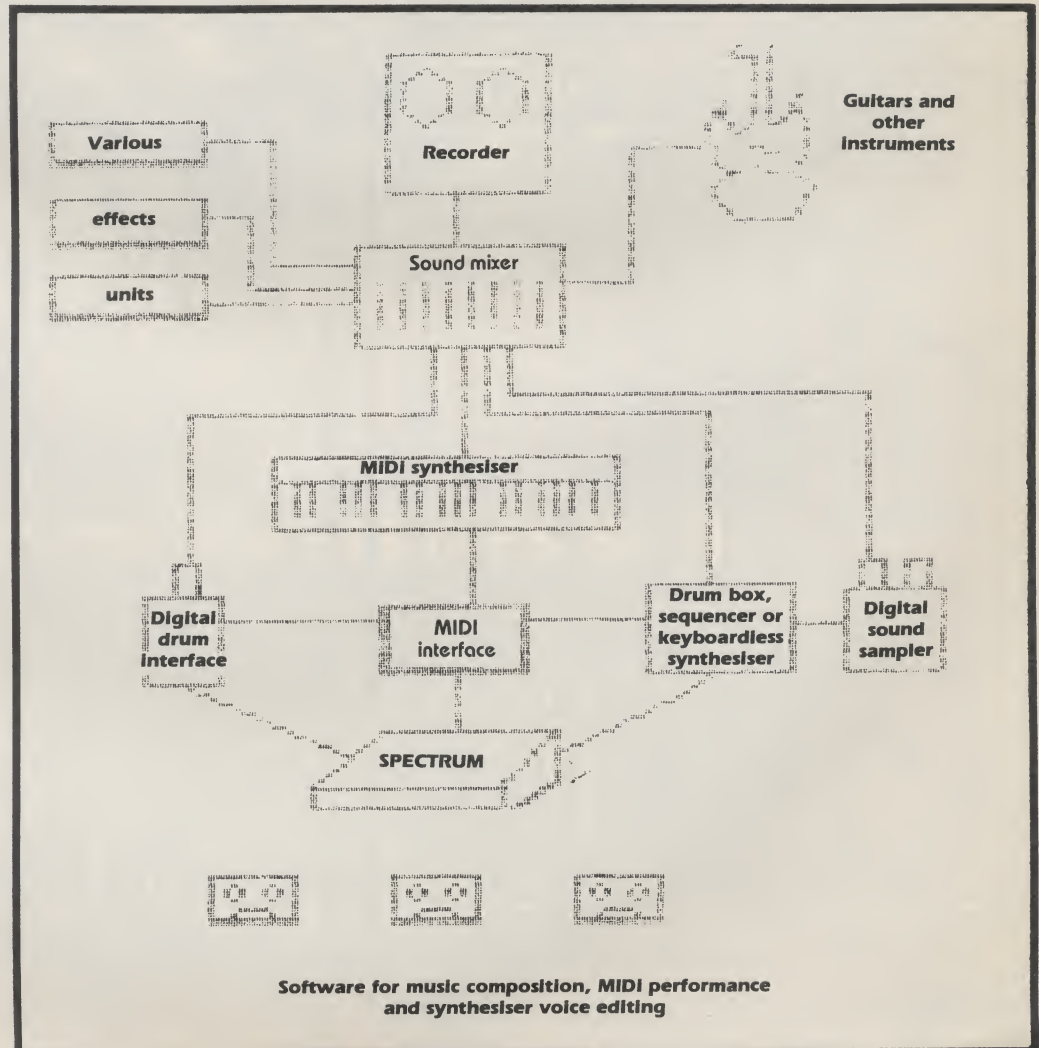 Various
effects
units
Recorder
Guitars and
other
instruments
Sound mixer
MIDI synthesiser
Digital
drum
interface
MIDI
interface
Drum box,
sequencer or
keyboardless
synthesiser
Digital
sound
sampler
SPECTRUM
Software for music composition, MIDI performance
and synthesiser voice editing